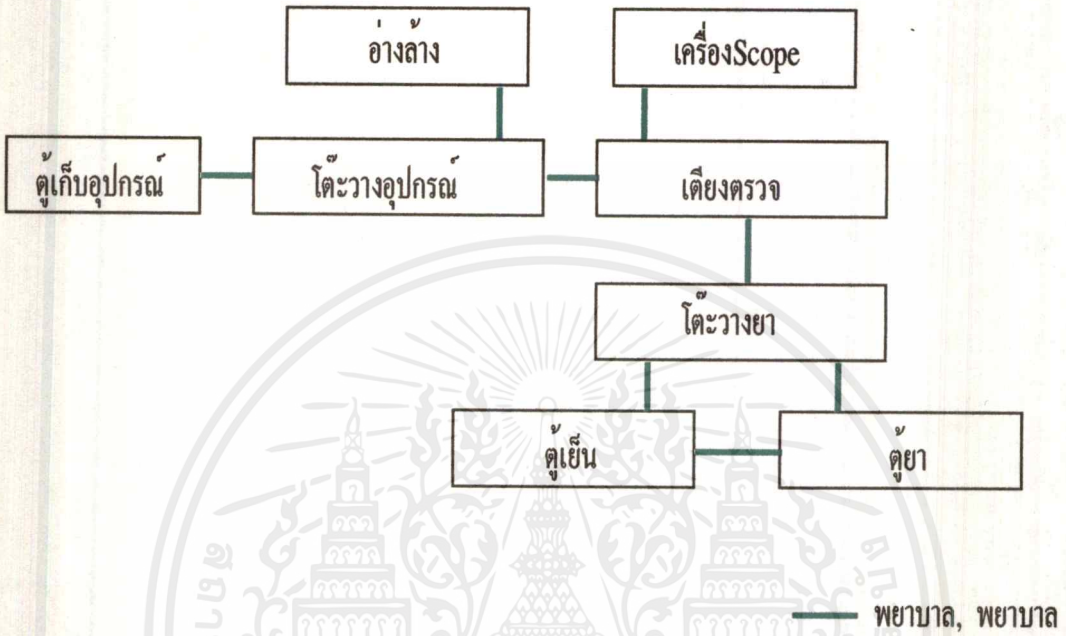 อ่างล้าง
เครื่องScope
ตู้เก็บอุปกรณ์
โต๊ะวางอุปกรณ์
เตียงตรวจ
โต๊ะวางยา
ตู้เย็น
ตู้ยา
พยาบาล, พยาบาล